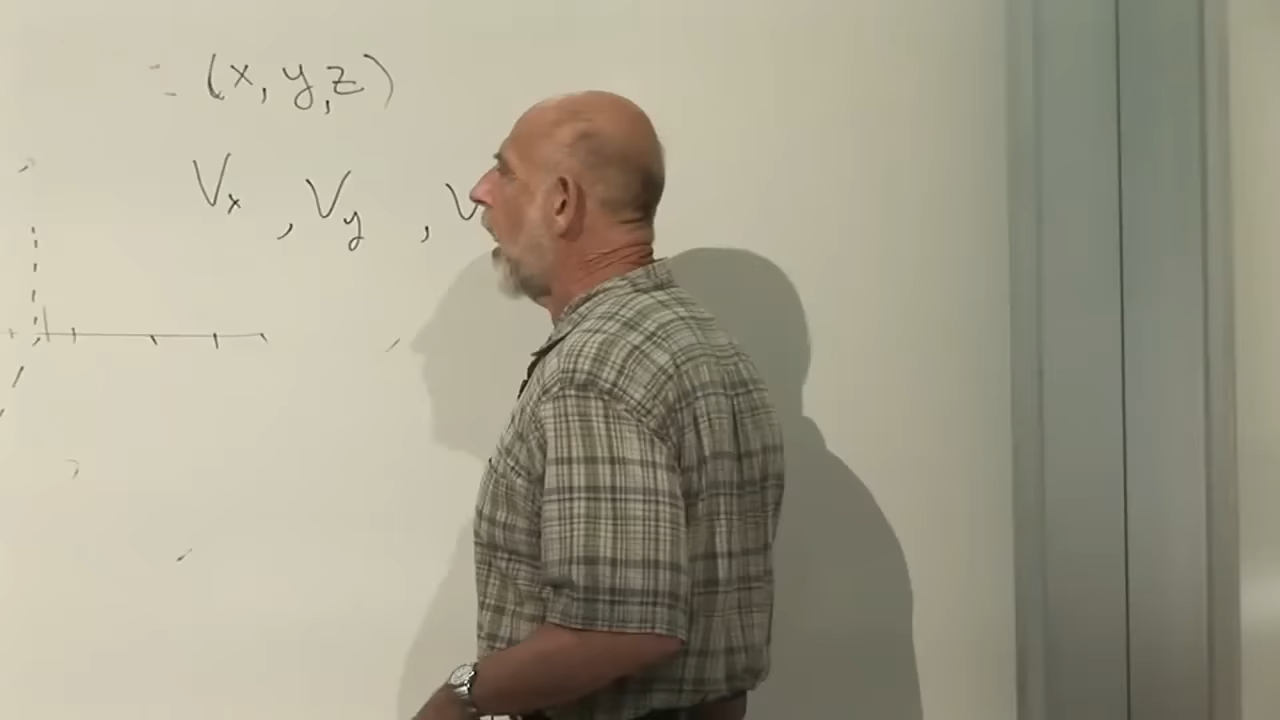 = (x, y, z)
Vx , Vy , V